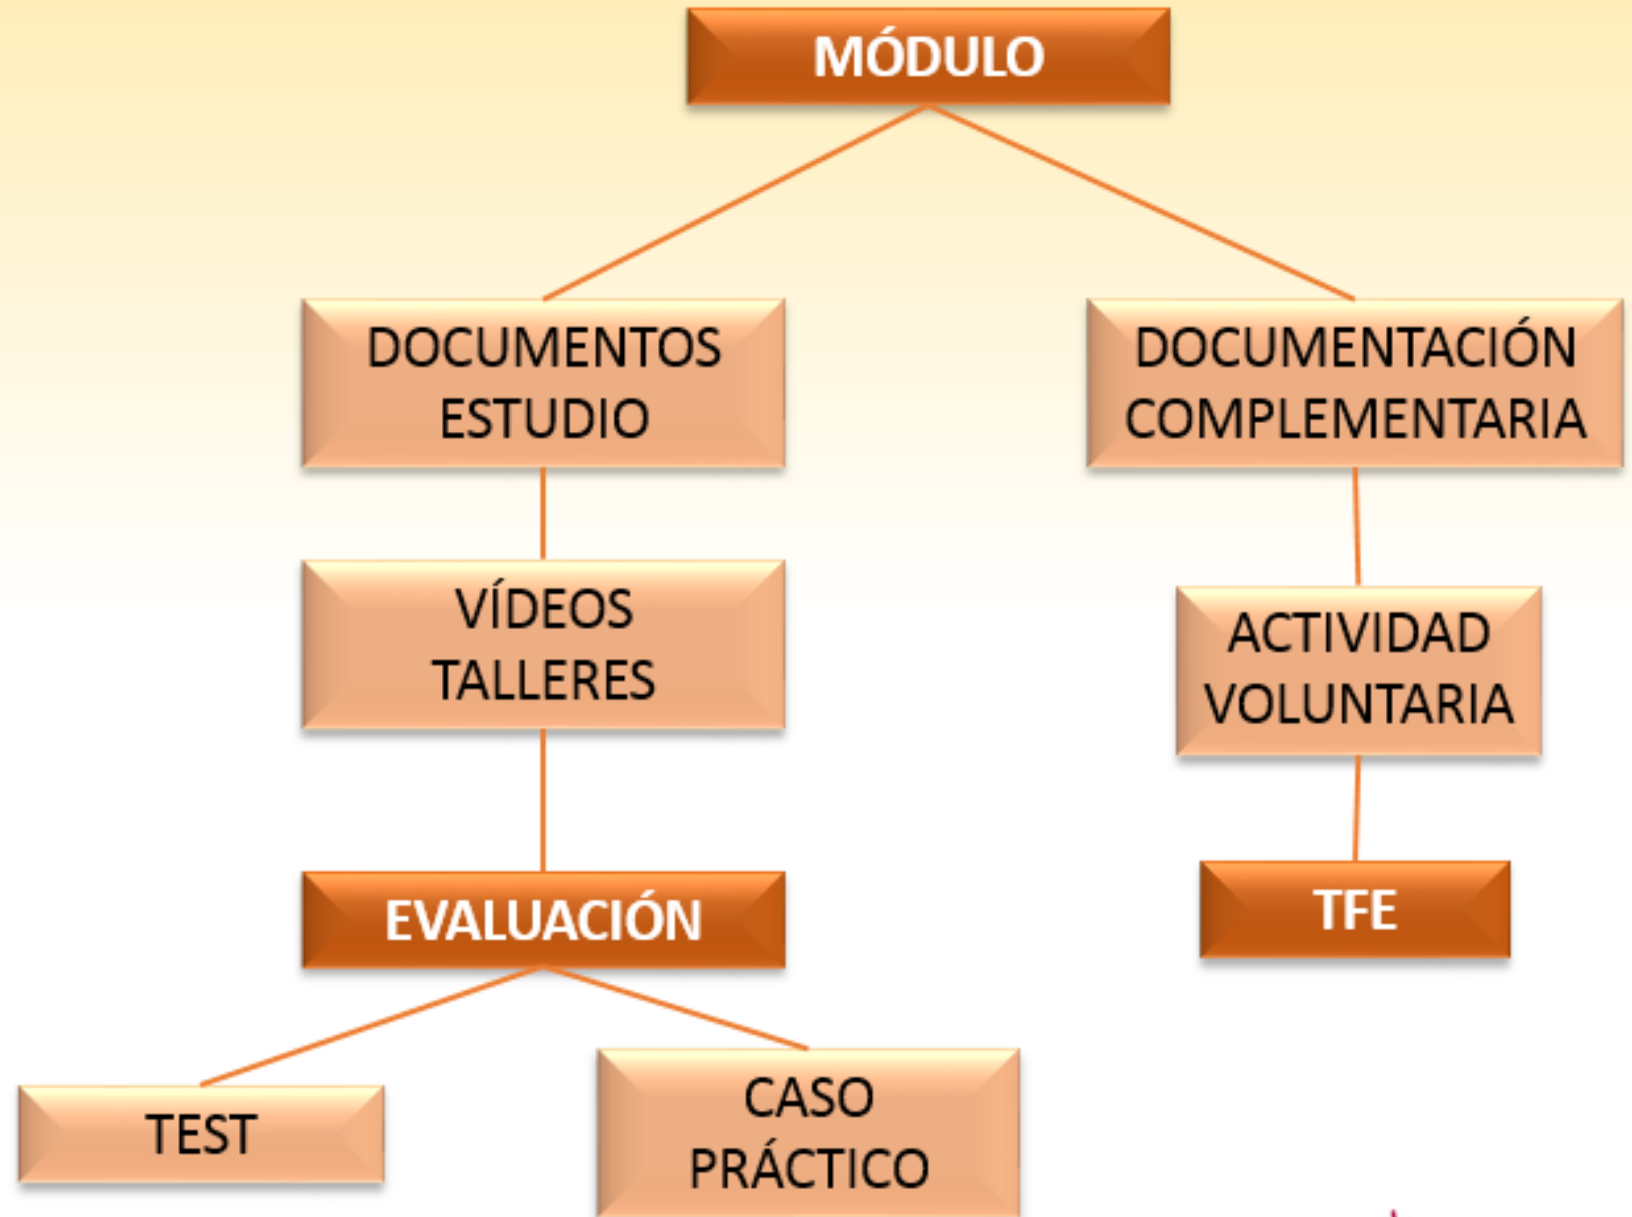 MÓDULO
DOCUMENTOS
ESTUDIO
DOCUMENTACIÓN
COMPLEMENTARIA
VÍDEOS
TALLERES
ACTIVIDAD
VOLUNTARIA
EVALUACIÓN
TFE
TEST
CASO
PRÁCTICO